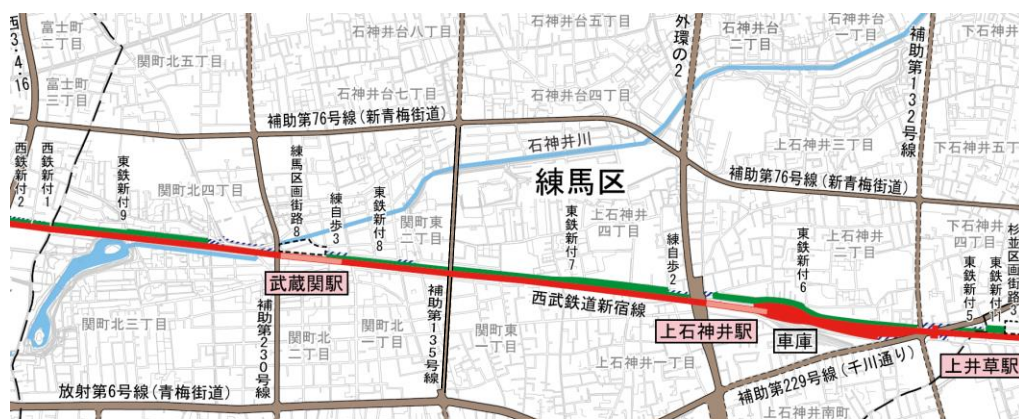 西3・4・16
富士町
二丁目
富士町
三丁目
関町北五丁目
石神井台八丁目
石神井台七丁目
石神井台五丁目
石神井台四丁目
外環の2
石神井台
二丁目
石神井台
一丁目
補助第132号線
下石神井
補助第76号線(新青梅街道)
石神井川
練馬区
上石神井三丁目
下石神井
五丁目
補助第76号線(新青梅街道)
西鉄新付2
西鉄新付1
東鉄新付9
関町北四丁目
練馬区画街路8
練自歩3
東鉄新付8
関町東
二丁目
東鉄新付7
上石神井
四丁目
練自歩2
東鉄新付6
上石神井
二丁目
下石神井
四丁目
東鉄新付5
東鉄新付1
杉並区画街路3
武蔵関駅
西武鉄道新宿線
上石神井駅
車庫
上井草駅
関町北三丁目
補助第230号線
関町北
二丁目
関町北
一丁目
補助第135号線
関町東
一丁目
上石神井一丁目
補助第229号線(千川通り)
放射第6号線(青梅街道)
上石神井南町